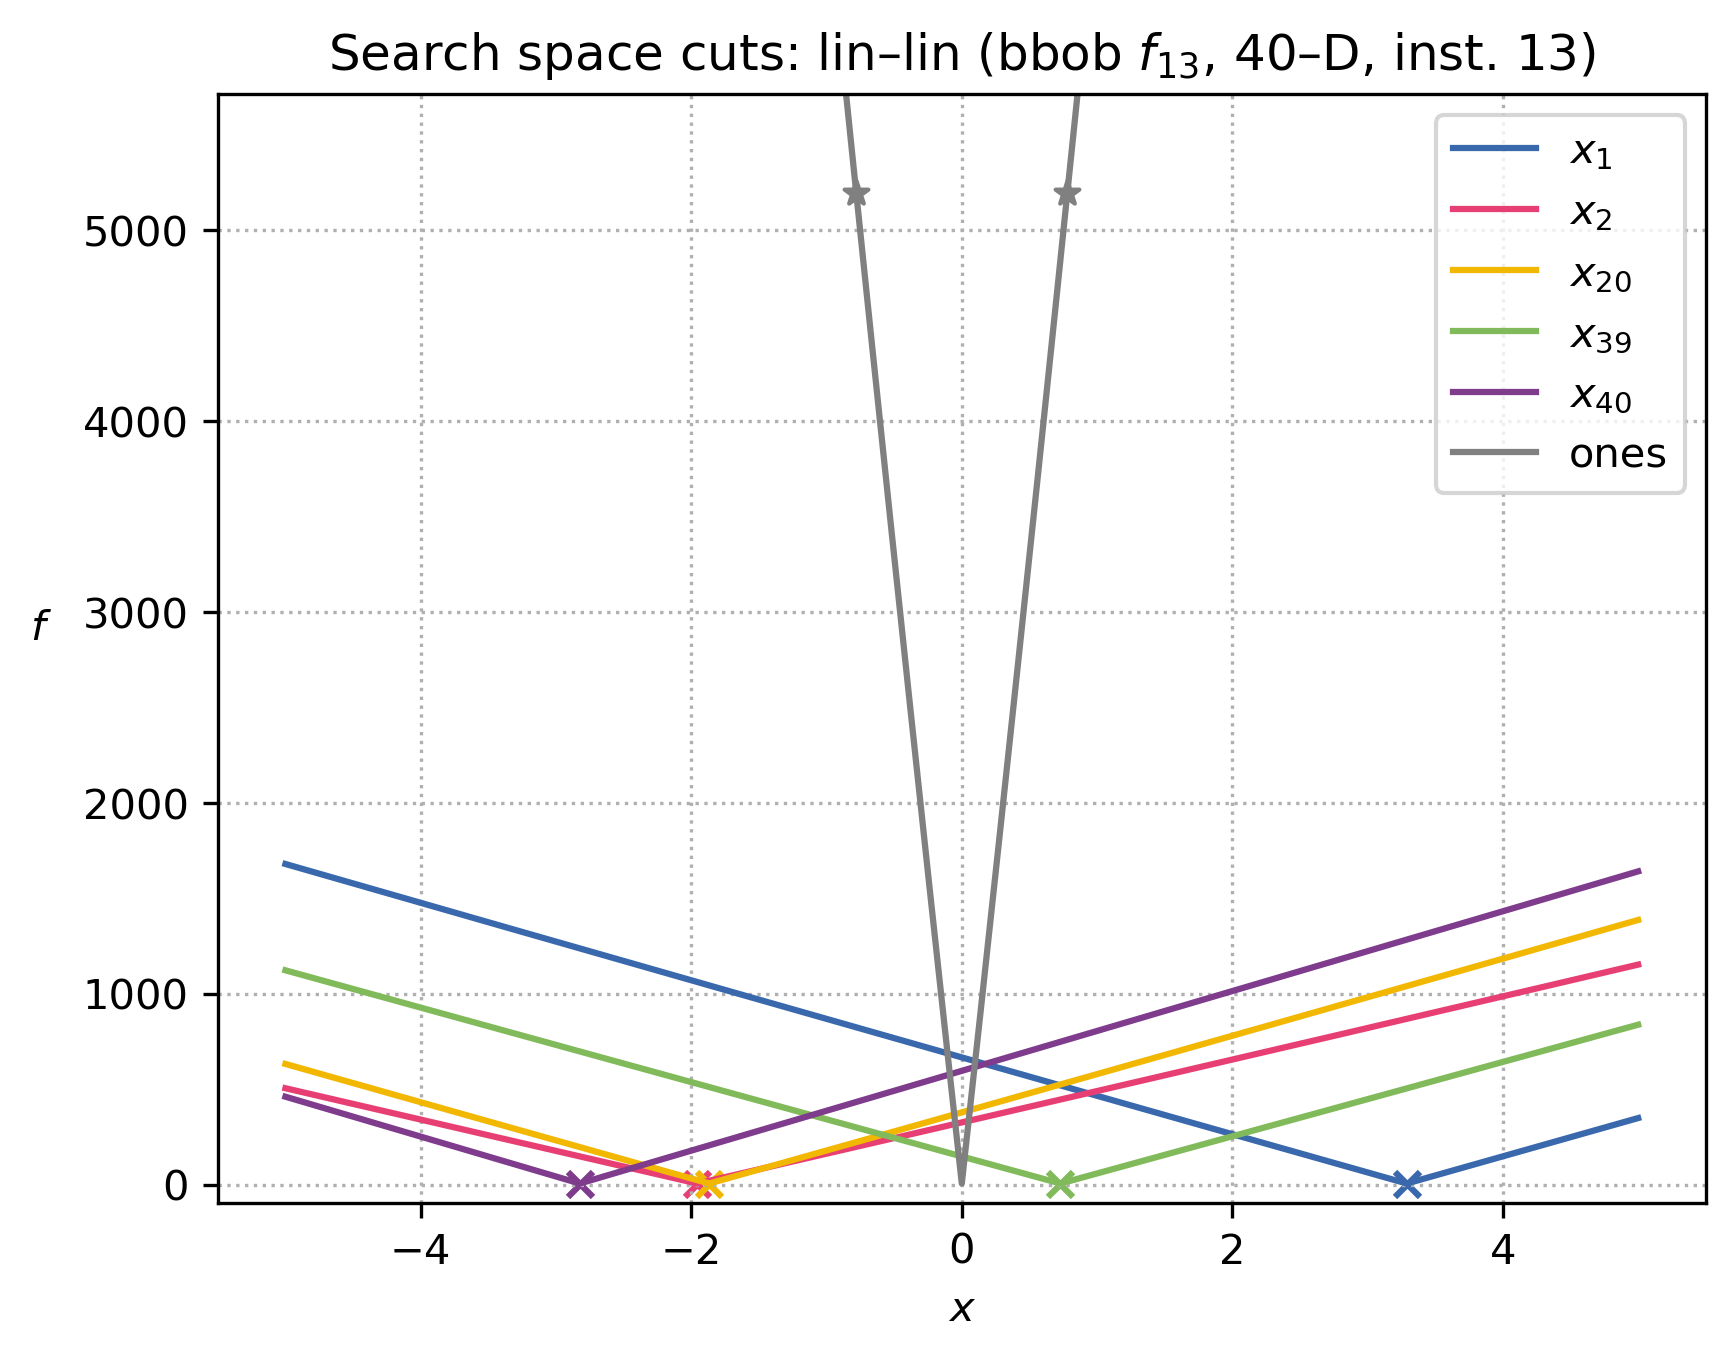 Search space cuts: lin–lin (bbob f₁₃, 40–D, inst. 13)
x₁
x₂
x₂₀
x₃₉
x₄₀
ones
5000
4000
3000
2000
1000
0
f
−4 −2 0 2 4
x